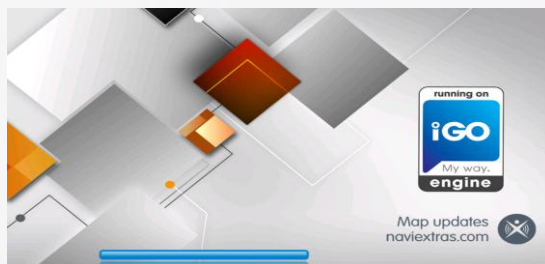 running on
iGO
My way.
engine
Map updates
naviextras.com